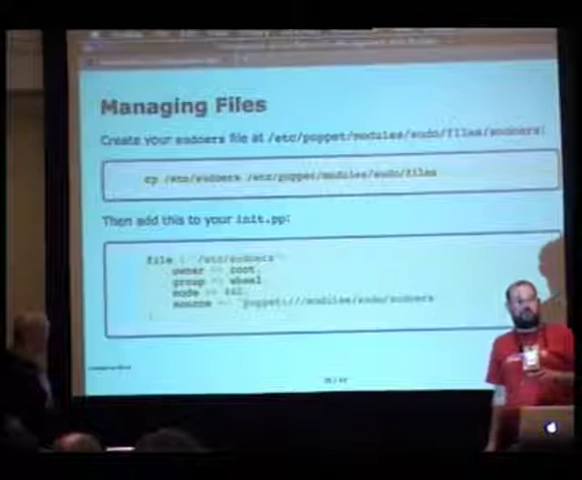 Managing Files
Create your sudoers file at /etc/puppet/modules/sudo/files/sudoers:
cp /etc/sudoers /etc/puppet/modules/sudo/files
Then add this to your init.pp:
file { '/etc/sudoers'
owner => root,
group => wheel
mode => 440,
source => 'puppet:///modules/sudo/sudoers